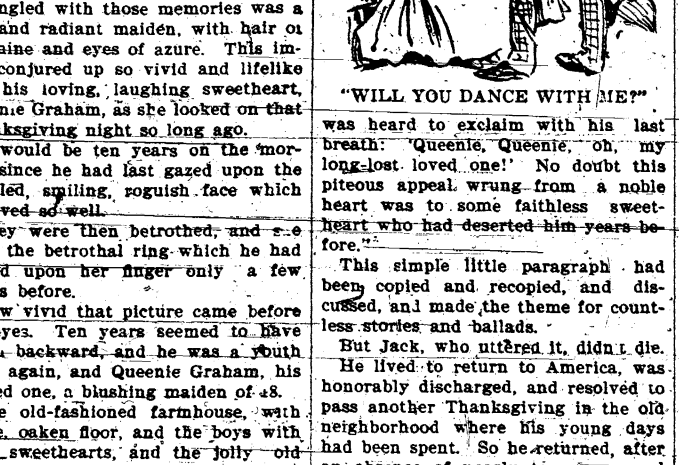 ngled with those memories was a
and radiant maiden, with hair of
aine and eyes of azure. This im-
conjured up so vivid and lifelike
his loving, laughing sweetheart,
nie Graham, as she looked on that
ksgiving night so long ago.
would be ten years on the mor-
since he had last gazed upon the
led, smiling, roguish face which
ved so well.
ey were then betrothed, and
the betrothal ring which he had
d upon her finger only a few
s before.
w vivid that picture came before
yes. Ten years seemed to have
backward, and he was a youth
again, and Queenie Graham, his
ed one, a blushing maiden of 18.
e old-fashioned farmhouse, with
oaken floor, and the boys with
sweethearts, and the jolly old
"WILL YOU DANCE WITH ME?"
was heard to exclaim with his last
breath: 'Queenie, Queenie, oh, my
long-lost loved one!' No doubt this
piteous appeal wrung from a noble
heart was to some faithless sweet-
heart who had deserted him years be-
fore."
This simple little paragraph had
been copied and recopied, and dis-
cussed, and made the theme for count-
less stories and ballads.
But Jack, who uttered it, didn't die.
He lived to return to America, was
honorably discharged, and resolved to
pass another Thanksgiving in the old
neighborhood where his young days
had been spent. So he returned, after